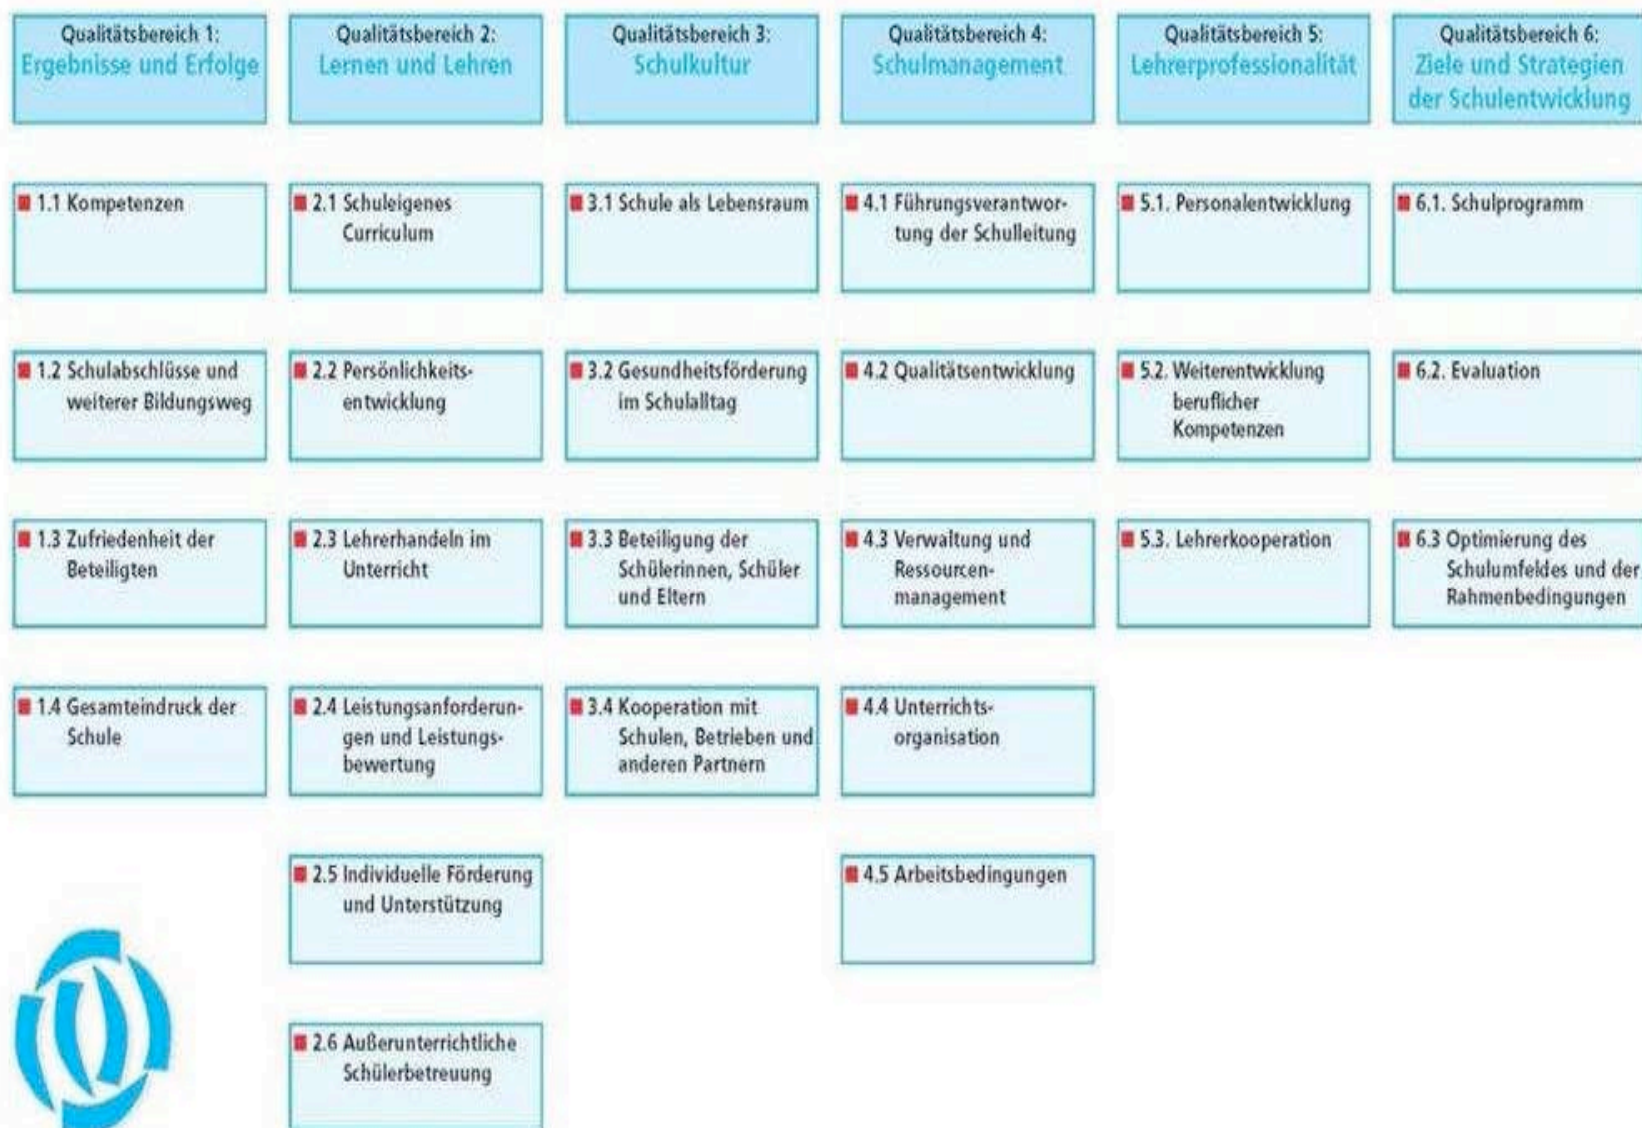 Qualitätsbereich 1:
Ergebnisse und Erfolge
1.1 Kompetenzen
1.2 Schulabschlüsse und
weiterer Bildungsweg
1.3 Zufriedenheit der
Beteiligten
1.4 Gesamteindruck der
Schule
Qualitätsbereich 2:
Lernen und Lehren
2.1 Schuleigenes
Curriculum
2.2 Persönlichkeits-
entwicklung
2.3 Lehrerhandeln im
Unterricht
2.4 Leistungsanforderun-
gen und Leistungs-
bewertung
2.5 Individuelle Förderung
und Unterstützung
2.6 Außerunterrichtliche
Schülerbetreuung
Qualitätsbereich 3:
Schulkultur
3.1 Schule als Lebensraum
3.2 Gesundheitsförderung
im Schulalltag
3.3 Beteiligung der
Schülerinnen, Schüler
und Eltern
3.4 Kooperation mit
Schulen, Betrieben und
anderen Partnern
Qualitätsbereich 4:
Schulmanagement
4.1 Führungsverantwor-
tung der Schulleitung
4.2 Qualitätsentwicklung
4.3 Verwaltung und
Ressourcen-
management
4.4 Unterrichts-
organisation
4.5 Arbeitsbedingungen
Qualitätsbereich 5:
Lehrerprofessionalität
5.1. Personalentwicklung
5.2. Weiterentwicklung
beruflicher
Kompetenzen
5.3. Lehrerkooperation
Qualitätsbereich 6:
Ziele und Strategien
der Schulentwicklung
6.1. Schulprogramm
6.2. Evaluation
6.3 Optimierung des
Schulumfeldes und der
Rahmenbedingungen